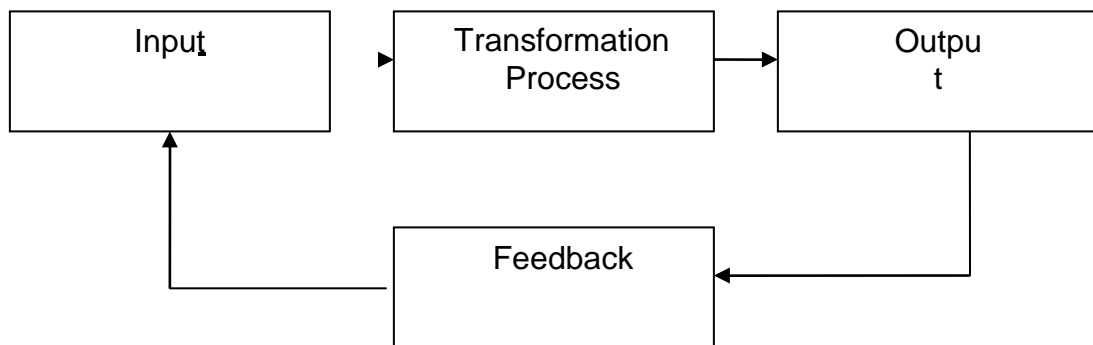 Input
Transformation
Process
Outpu
t
Feedback